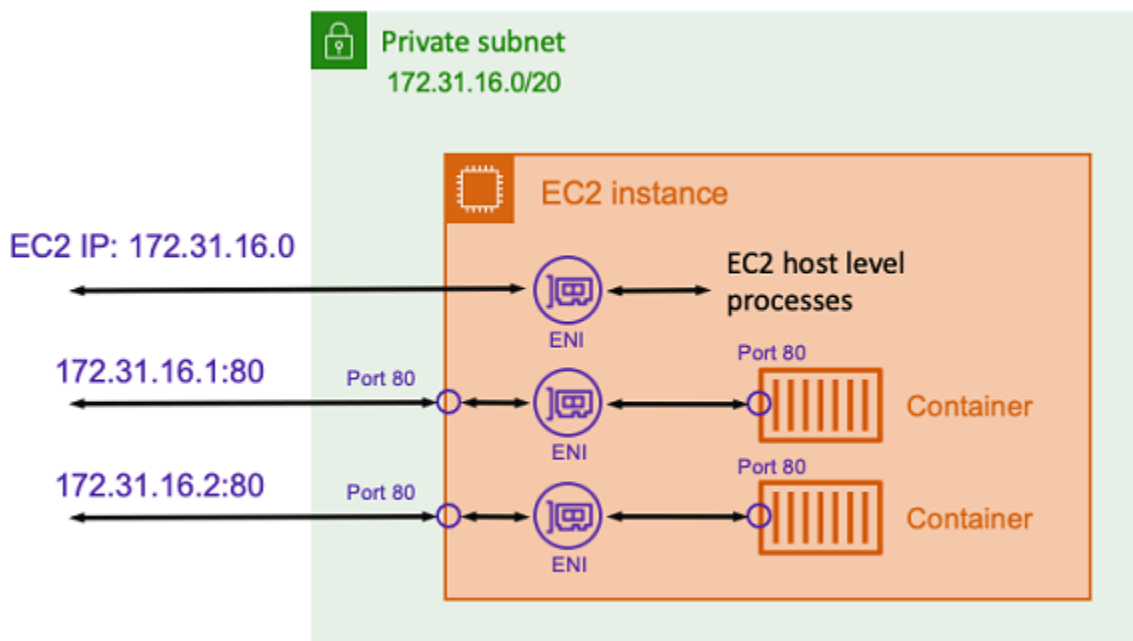 Private subnet
172.31.16.0/20
EC2 instance
EC2 IP: 172.31.16.0
EC2 host level
processes
ENI
172.31.16.1:80
Port 80
Port 80
Container
ENI
172.31.16.2:80
Port 80
Port 80
Container
ENI